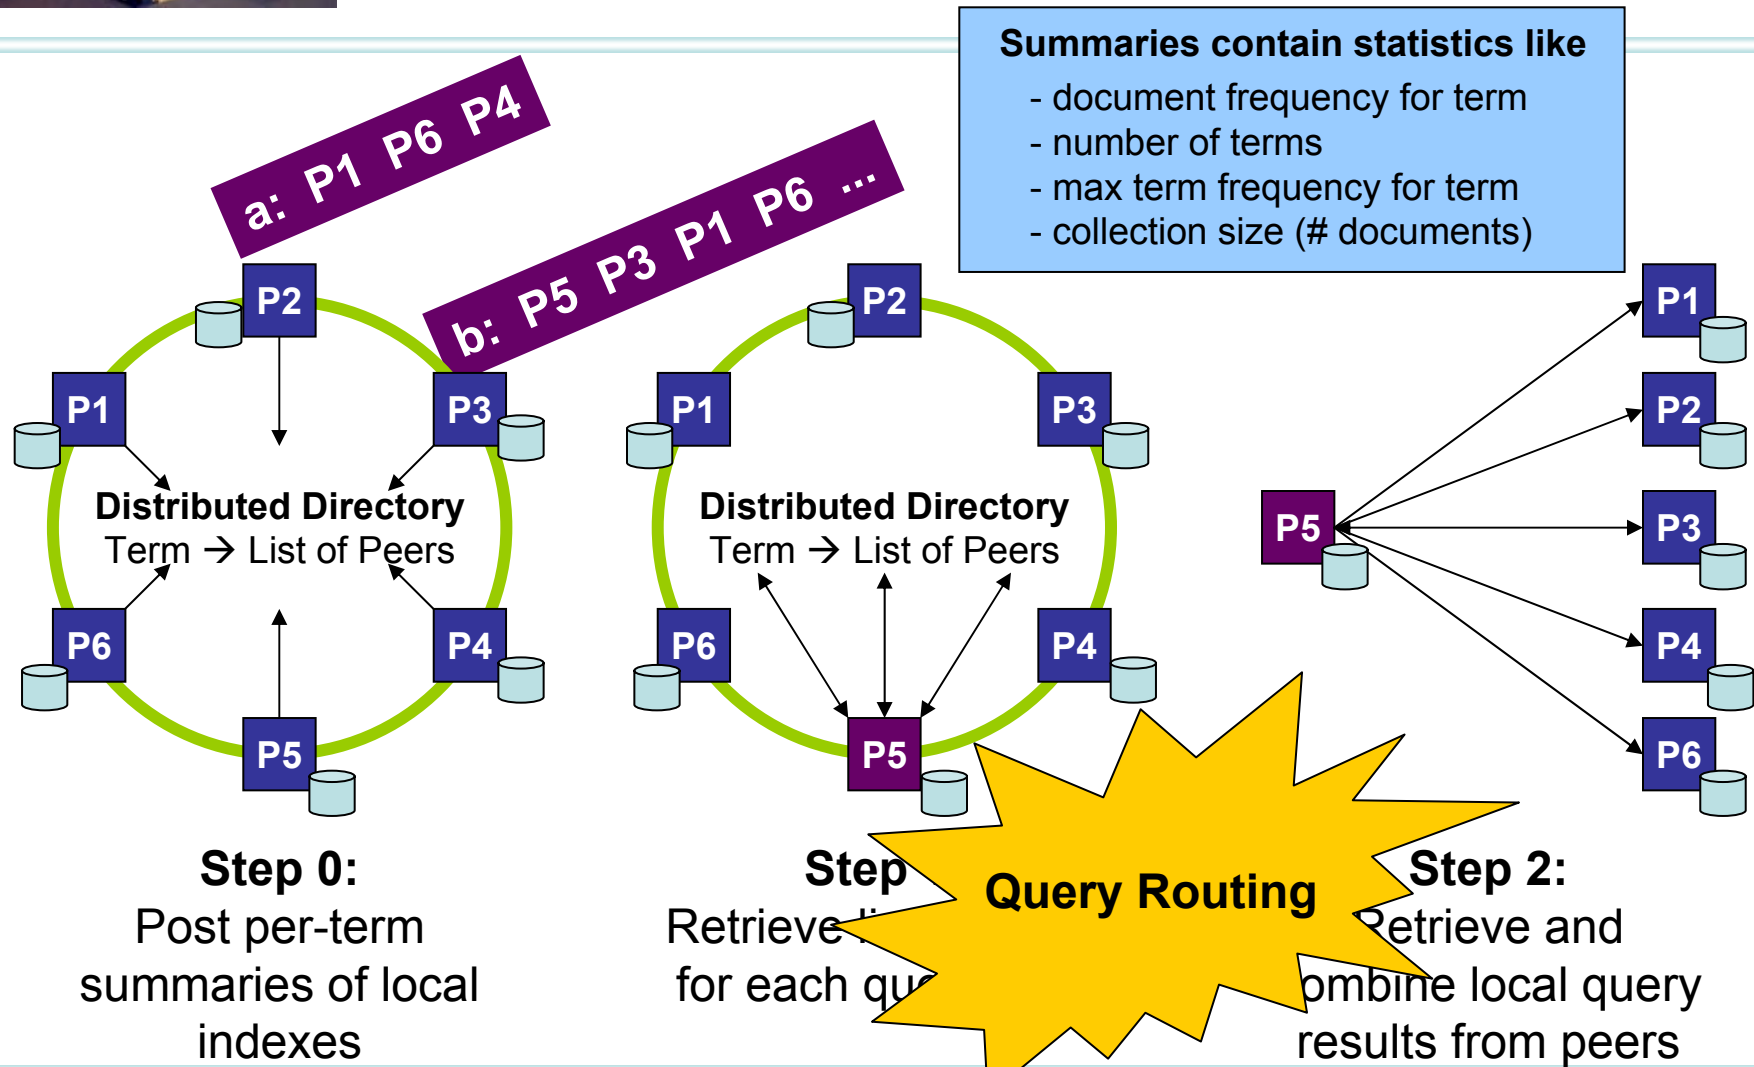 Summaries contain statistics like
- document frequency for term
- number of terms
- max term frequency for term
- collection size (# documents)
a: P1 P6 P4
b: P5 P3 P1 P6 ...
P2
P1
P3
Distributed Directory
Term → List of Peers
P6
P4
P5
Step 0:
Post per-term
summaries of local
indexes
P2
P1
P3
Distributed Directory
Term → List of Peers
P6
P4
P5
Step
Retrieve
for each
Query Routing
P5
P1
P2
P3
P4
P6
Step 2:
Retrieve and
combine local query
results from peers